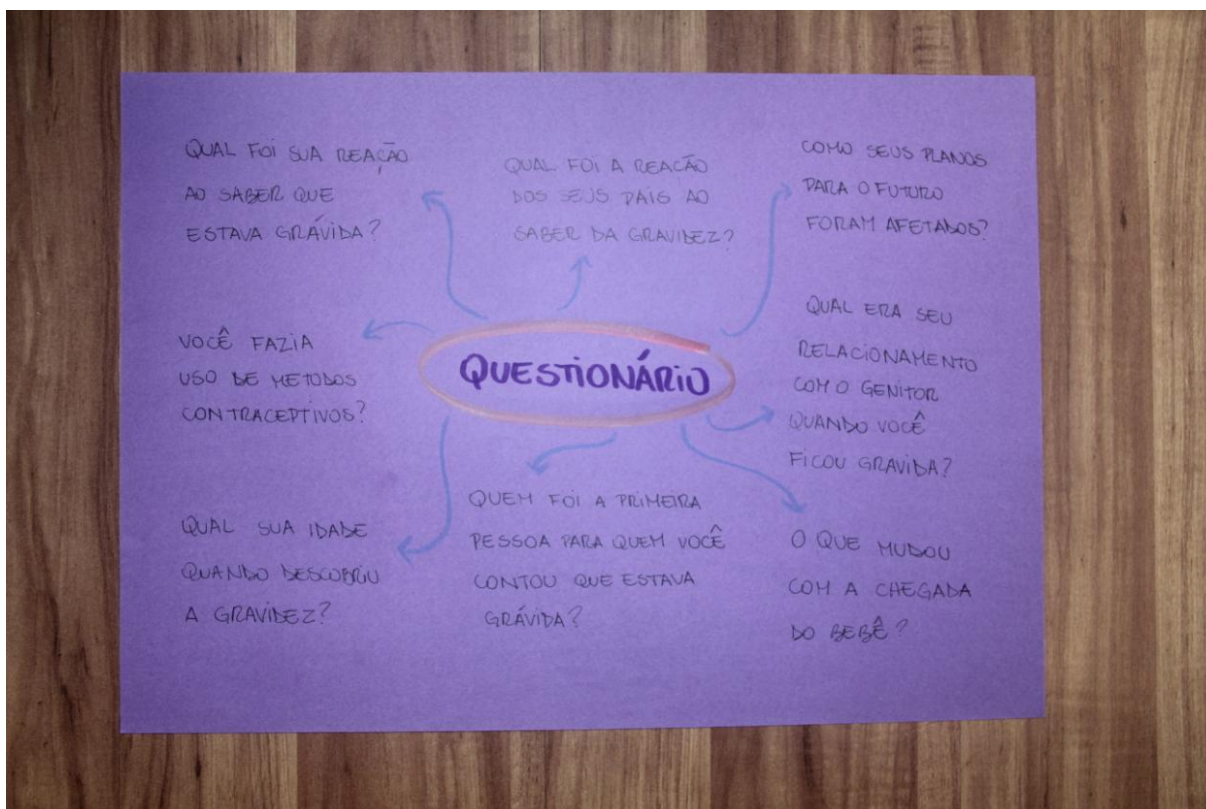 QUAL FOI SUA REAÇÃO
AO SABER QUE
ESTAVA GRÁVIDA?
QUAL FOI A REAÇÃO
DOS SEUS PAIS AO
SABER DA GRAVIDEZ?
COMO SEUS PLANOS
PARA O FUTURO
FORAM AFETADOS?
VOCÊ FAZIA
USO DE METODOS
CONTRACEPTIVOS?
QUESTIONÁRIO
QUAL ERA SEU
RELACIONAMENTO
COM O GENITOR
QUANDO VOCÊ
FICOU GRAVIDA?
QUAL SUA IDADE
QUANDO DESCOBRIU
A GRAVIDEZ?
QUEM FOI A PRIMEIRA
PESSOA PARA QUEM VOCÊ
CONTOU QUE ESTAVA
GRÁVIDA?
O QUE MUDOU
COM A CHEGADA
DO BEBÊ?